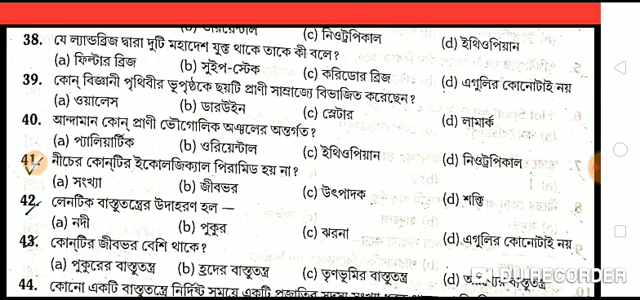 (c) নিওট্রপিকাল (d) ইথিওপিয়ান
38. যে ল্যান্ডব্রিজ দ্বারা দুটি মহাদেশ যুক্ত থাকে তাকে কী বলে?
(a) ফিল্টার ব্রিজ (b) সুইপ-স্টেক (c) করিডোর ব্রিজ (d) এগুলির কোনোটাই নয়
39. কোন্ বিজ্ঞানী পৃথিবীর ভূপৃষ্ঠকে ছয়টি প্রাণী সাম্রাজ্যে বিভাজিত করেছেন?
(a) ওয়ালেস (b) ডারউইন (c) স্লেটার (d) লামার্ক
40. আন্দামান কোন্ প্রাণী ভৌগোলিক অঞ্চলের অন্তর্গত?
(a) প্যালিয়ার্টিক (b) ওরিয়েন্টাল (c) ইথিওপিয়ান (d) নিওট্রপিকাল
41. নীচের কোন্‌টির ইকোলজিক্যাল পিরামিড হয় না?
(a) সংখ্যা (b) জীবভর (c) উৎপাদক (d) শক্তি
42. লেনটিক বাস্তুতন্ত্রের উদাহরণ হল —
(a) নদী (b) পুকুর (c) ঝরনা (d) এগুলির কোনোটাই নয়
43. কোন্‌টির জীবভর বেশি থাকে?
(a) পুকুরের বাস্তুতন্ত্র (b) হ্রদের বাস্তুতন্ত্র (c) তৃণভূমির বাস্তুতন্ত্র (d) বাস্তুতন্ত্র
44. কোনো একটি বাস্তুতন্ত্রে নির্দিষ্ট সময়ে একটি প্রজাতির সদস্য সংখ্যা
RECORDER